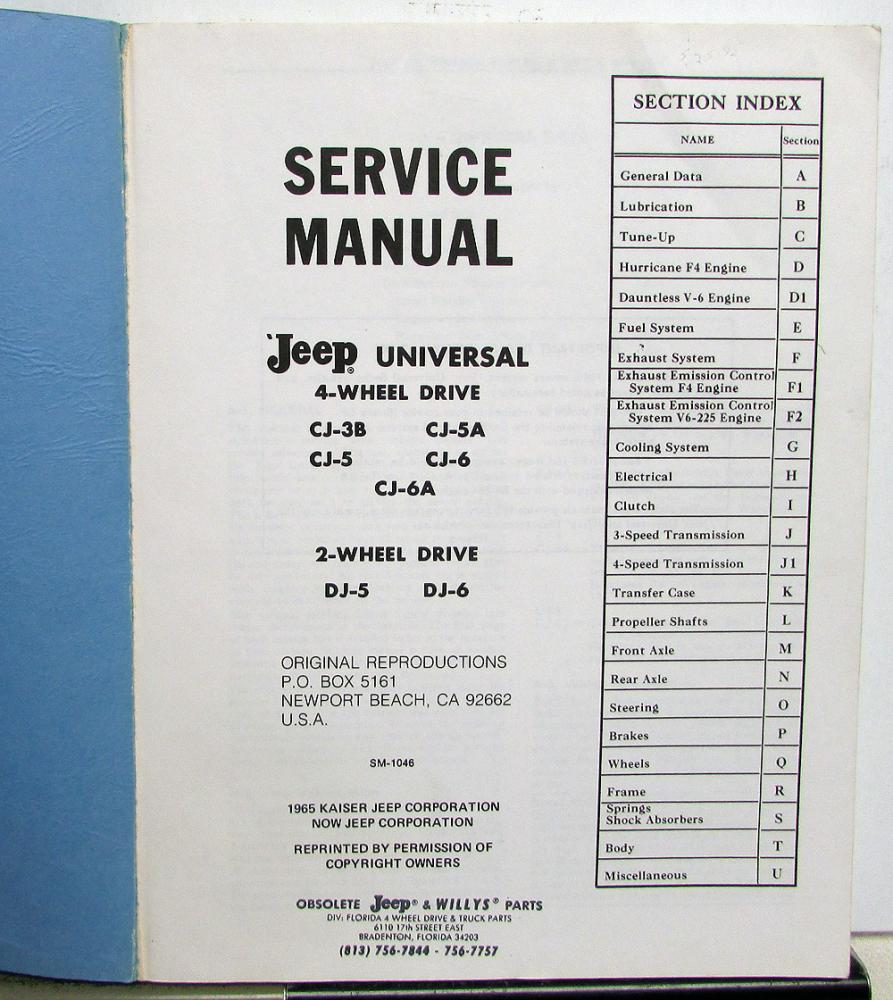 SERVICE
MANUAL
'Jeep® UNIVERSAL
4-WHEEL DRIVE
CJ-3B CJ-5A
CJ-5 CJ-6
CJ-6A
2-WHEEL DRIVE
DJ-5 DJ-6
ORIGINAL REPRODUCTIONS
P.O. BOX 5161
NEWPORT BEACH, CA 92662
U.S.A.
SM-1046
1965 KAISER JEEP CORPORATION
NOW JEEP CORPORATION
REPRINTED BY PERMISSION OF
COPYRIGHT OWNERS
OBSOLETE Jeep® & WILLYS® PARTS
DIV: FLORIDA 4 WHEEL DRIVE & TRUCK PARTS
6110 17th STREET EAST
BRADENTON, FLORIDA 34203
(813) 756-7844 - 756-7757
SECTION INDEX
NAME Section
General Data A
Lubrication B
Tune-Up C
Hurricane F4 Engine D
Dauntless V-6 Engine D1
Fuel System E
Exhaust System F
Exhaust Emission Control
System F4 Engine F1
Exhaust Emission Control
System V6-225 Engine F2
Cooling System G
Electrical H
Clutch I
3-Speed Transmission J
4-Speed Transmission J1
Transfer Case K
Propeller Shafts L
Front Axle M
Rear Axle N
Steering O
Brakes P
Wheels Q
Frame R
Springs
Shock Absorbers S
Body T
Miscellaneous U